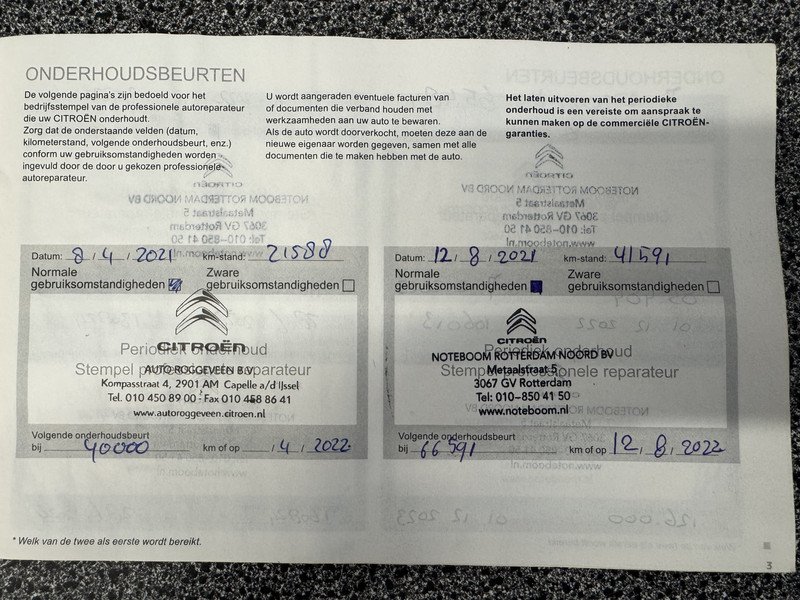 ONDERHOUDSBEURTEN
De volgende pagina's zijn bedoeld voor het
bedrijfsstempel van de professionele autoreparateur
die uw CITROËN onderhoudt.
Zorg dat de onderstaande velden (datum,
kilometerstand, volgende onderhoudsbeurt, enz.)
conform uw gebruiksomstandigheden worden
ingevuld door de door u gekozen professionele
autoreparateur.
U wordt aangeraden eventuele facturen van
of documenten die verband houden met
werkzaamheden aan uw auto te bewaren.
Als de auto wordt doorverkocht, moeten deze aan de
nieuwe eigenaar worden gegeven, samen met alle
documenten die te maken hebben met de auto.
Het laten uitvoeren van het periodieke
onderhoud is een vereiste om aanspraak te
kunnen maken op de commerciële CITROËN-
garanties.
Datum: 8 / 4 / 2021 km-stand: 21588
Normale
gebruiksomstandigheden
Zware
gebruiksomstandigheden
CITROËN
Periodiek onderhoud
Stempel professionele reparateur
AUTO ROGGEVEEN B.V.
Kompasstraat 4, 2901 AM Capelle a/d IJssel
Tel. 010 450 89 00 - Fax 010 458 86 41
www.autoroggeveen.citroen.nl
Volgende onderhoudsbeurt
bij 40000 km of op / 4 / 2022
Datum: 12 / 8 / 2021 km-stand: 41591
Normale
gebruiksomstandigheden
Zware
gebruiksomstandigheden
CITROËN
Periodiek onderhoud
NOTEBOOM ROTTERDAM NOORD BV
Stempel professionele reparateur
Metaalstraat 5
3067 GV Rotterdam
Tel: 010-850 41 50
www.noteboom.nl
Volgende onderhoudsbeurt
bij 66591 km of op 12 / 8 / 2022
* Welk van de twee als eerste wordt bereikt.
3